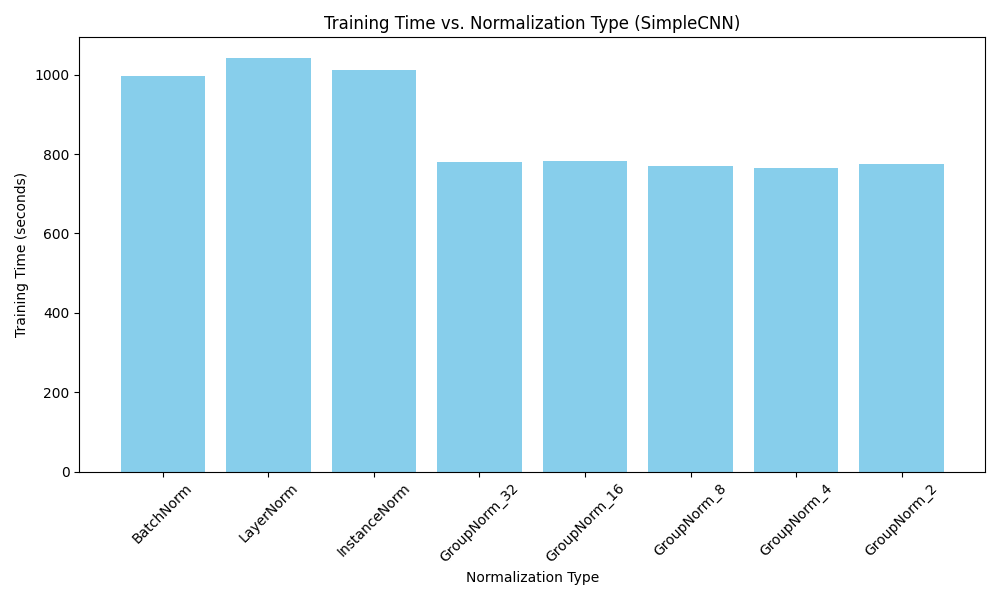 Training Time vs. Normalization Type (SimpleCNN)
Training Time (seconds)
1000
800
600
400
200
0
BatchNorm
LayerNorm
InstanceNorm
GroupNorm_32
GroupNorm_16
GroupNorm_8
GroupNorm_4
GroupNorm_2
Normalization Type